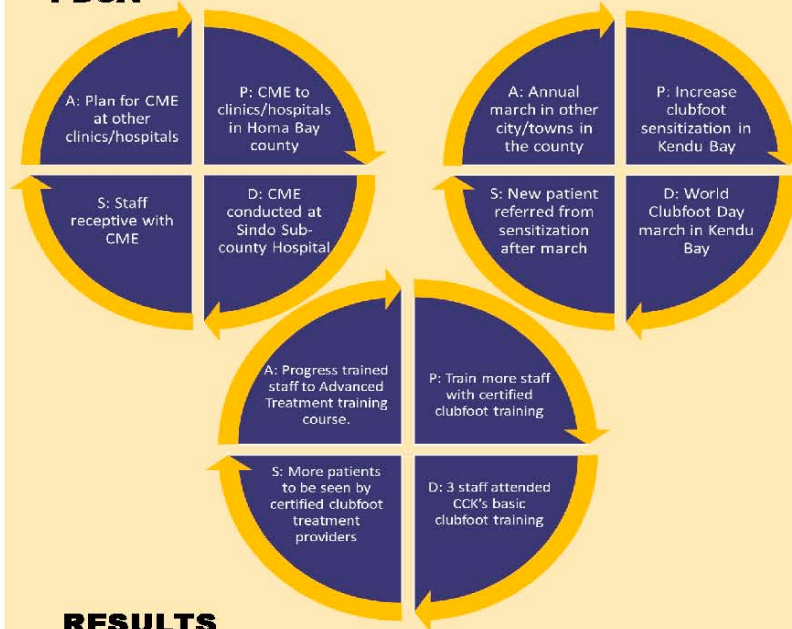 A: Plan for CME
at other
clinics/hospitals
P: CME to
clinics/hospitals
in Homa Bay
county
S: Staff
receptive with
CME
D: CME
conducted at
Sindo Sub-
county Hospital
A: Annual
march in other
city/towns in
the county
P: Increase
clubfoot
sensitization in
Kendu Bay
S: New patient
referred from
sensitization
after march
D: World
Clubfoot Day
march in Kendu
Bay
A: Progress trained
staff to Advanced
Treatment training
course.
P: Train more staff
with certified
clubfoot training
S: More patients
to be seen by
certified clubfoot
treatment
providers
D: 3 staff attended
CCK's basic
clubfoot training
RESULTS